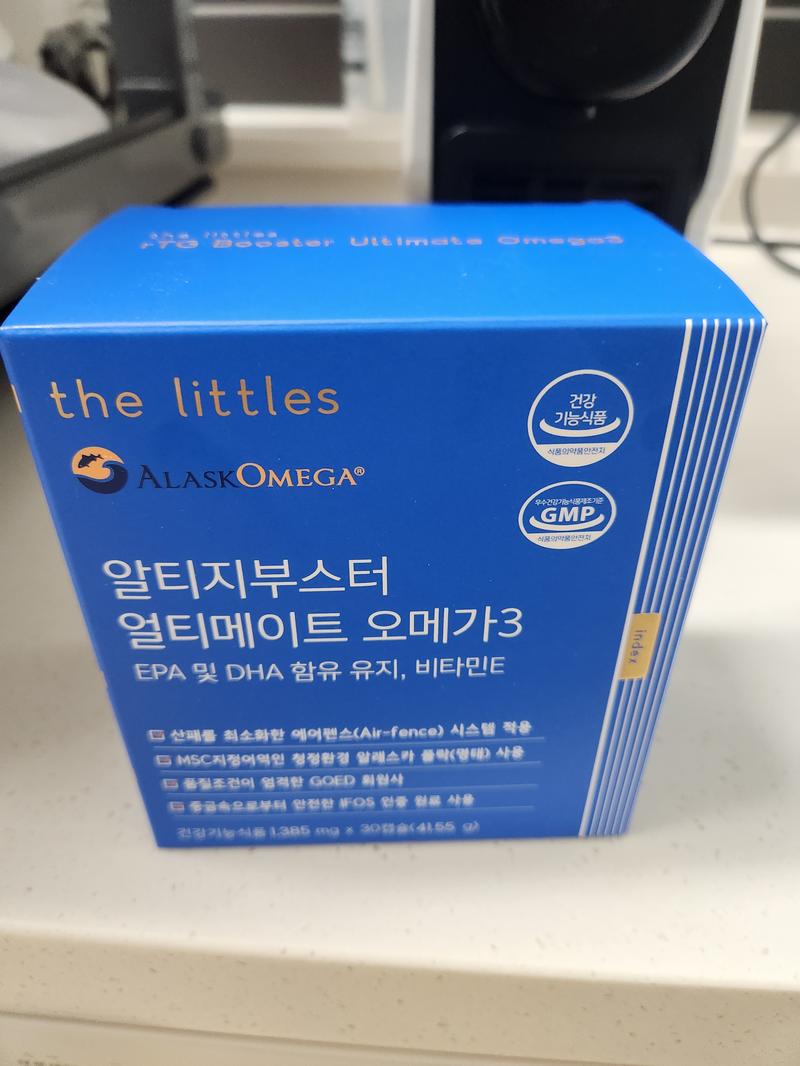 the littles
rTG Booster Ultimate Omega3
the littles
ALASKOMEGA®
건강
기능식품
식품의약품안전처
우수건강기능식품제조기준
GMP
식품의약품안전처
알티지부스터
얼티메이트 오메가3
EPA 및 DHA 함유 유지, 비타민E
index
산패를 최소화한 에어펜스(Air-fence) 시스템 적용
MSC지정어역인 청정환경 알래스카 폴락(명태) 사용
품질조건이 엄격한 GOED 회원사
중금속으로부터 안전한 IFOS 인증 원료 사용
건강기능식품 1,385 mg x 30캡슐(41.55 g)